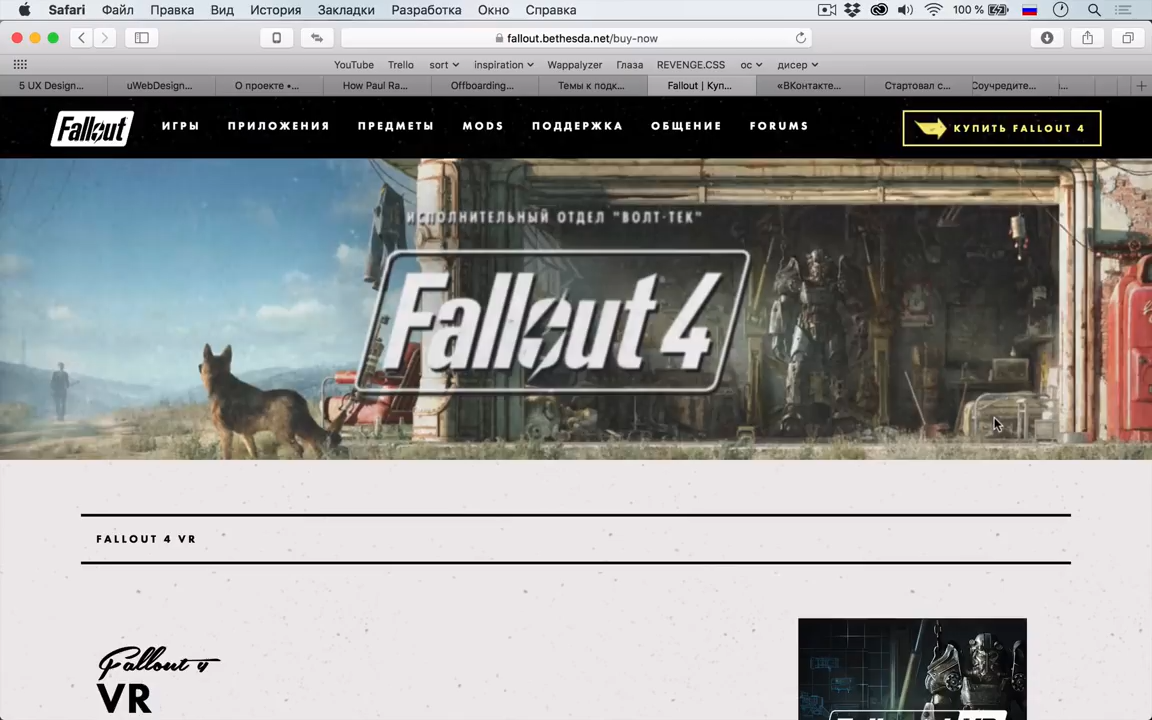 Safari Файл Правка Вид История Закладки Разработка Окно Справка 100 %
fallout.bethesda.net/buy-now
YouTube Trello sort inspiration Wappalyzer Глаза REVENGE.CSS ос дисер
5 UX Design... uWebDesign... О проекте •... How Paul Ra... Offboarding... Темы к подк... Fallout | Куп... «ВКонтакте... Стартовал с... Соучредите...
Fallout ИГРЫ ПРИЛОЖЕНИЯ ПРЕДМЕТЫ MODS ПОДДЕРЖКА ОБЩЕНИЕ FORUMS КУПИТЬ FALLOUT 4
ИСПОЛНИТЕЛЬНЫЙ ОТДЕЛ "ВОЛТ-ТЕК"
Fallout 4
FALLOUT 4 VR
Fallout 4
VR